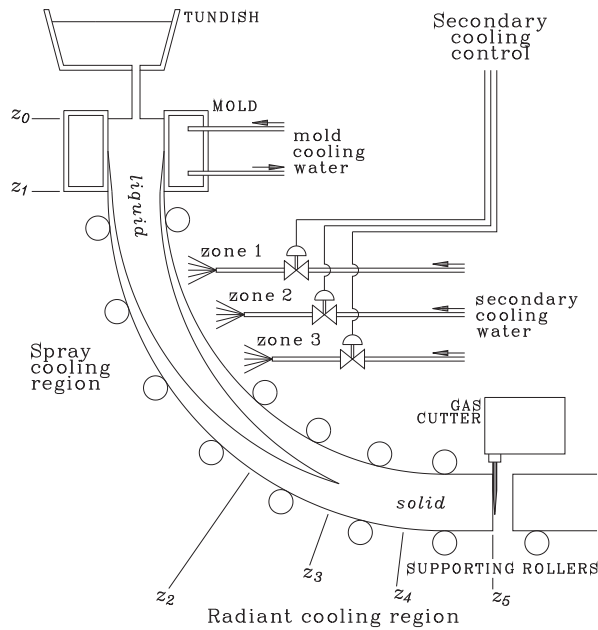 TUNDISH
Secondary
cooling
control
z0
MOLD
mold
cooling
water
z1
liquid
zone 1
zone 2
secondary
cooling
water
zone 3
Spray
cooling
region
GAS
CUTTER
solid
z2
z3
z4
SUPPORTING ROLLERS
z5
Radiant cooling region